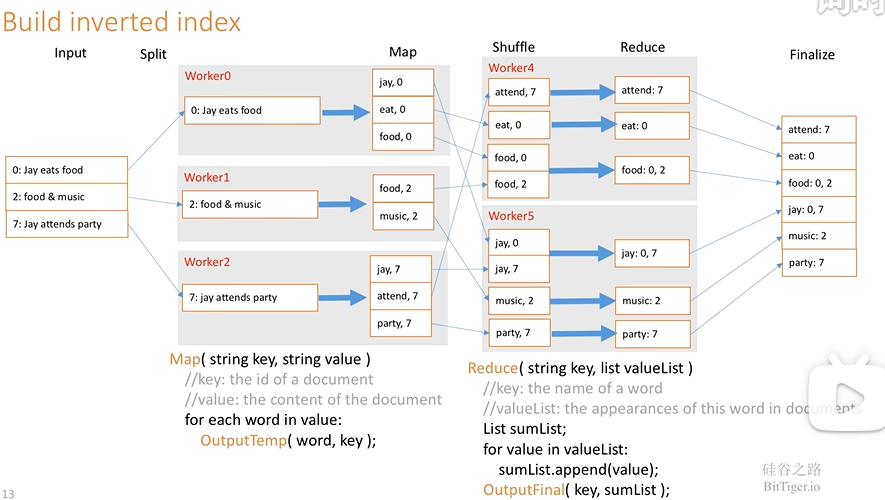 Build inverted index
Input
Split
Map
Shuffle
Reduce
Finalize
0: Jay eats food
2: food & music
7: Jay attends party
Worker0
0: Jay eats food
jay, 0
eat, 0
food, 0
Worker1
2: food & music
food, 2
music, 2
Worker2
7: jay attends party
jay, 7
attend, 7
party, 7
Worker4
attend, 7
eat, 0
food, 0
food, 2
attend: 7
eat: 0
food: 0, 2
Worker5
jay, 0
jay, 7
music, 2
party, 7
jay: 0, 7
music: 2
party: 7
attend: 7
eat: 0
food: 0, 2
jay: 0, 7
music: 2
party: 7
Map( string key, string value )
//key: the id of a document
//value: the content of the document
for each word in value:
OutputTemp( word, key );
Reduce( string key, list valueList )
//key: the name of a word
//valueList: the appearances of this word in documents
List sumList;
for value in valueList:
sumList.append(value);
OutputFinal( key, sumList );
13
硅谷之路
BitTiger.io